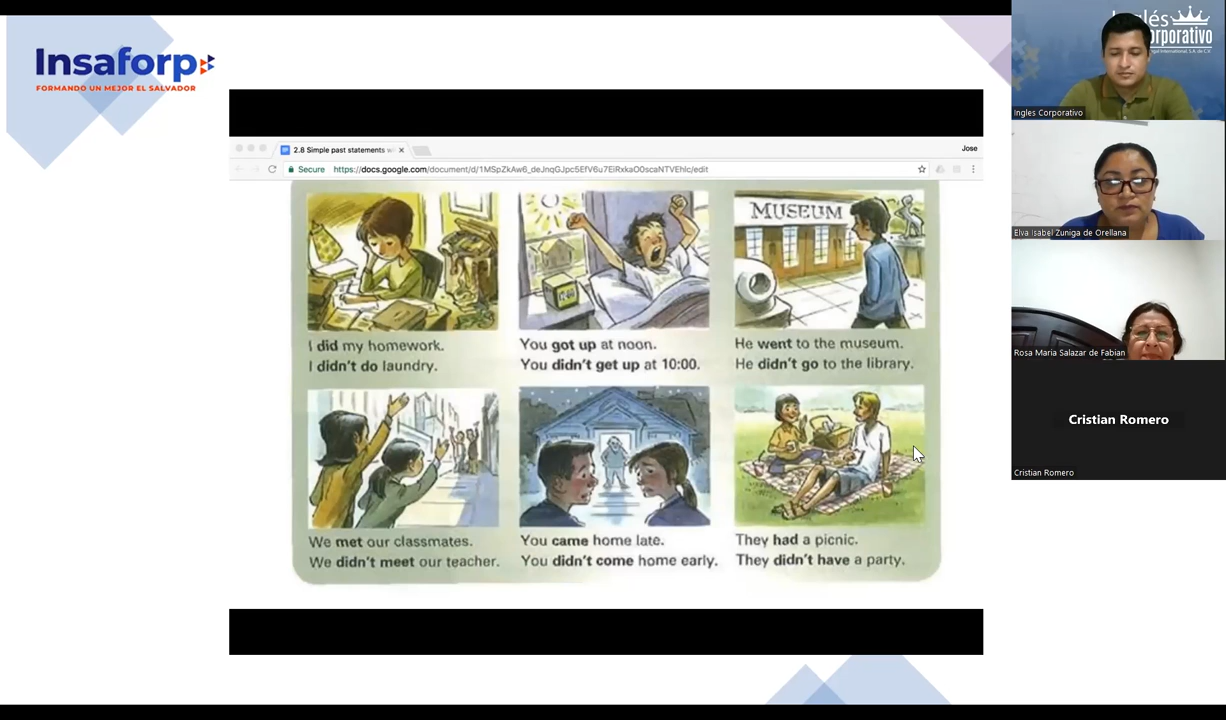 Insaforp
FORMANDO UN MEJOR EL SALVADOR
2.8 Simple past statements
Jose
Secure
https://docs.google.com/document/d/1MSpZkAw6_deJnqGJpc5EfV6u7EiRxkaO0scaNTVEhlc/edit
MUSEUM
I did my homework.
I didn't do laundry.
You got up at noon.
You didn't get up at 10:00.
He went to the museum.
He didn't go to the library.
We met our classmates.
We didn't meet our teacher.
You came home late.
You didn't come home early.
They had a picnic.
They didn't have a party.
Ingles Corporativo
Elva Isabel Zuniga de Orellana
Rosa Maria Salazar de Fabian
Cristian Romero
Cristian Romero